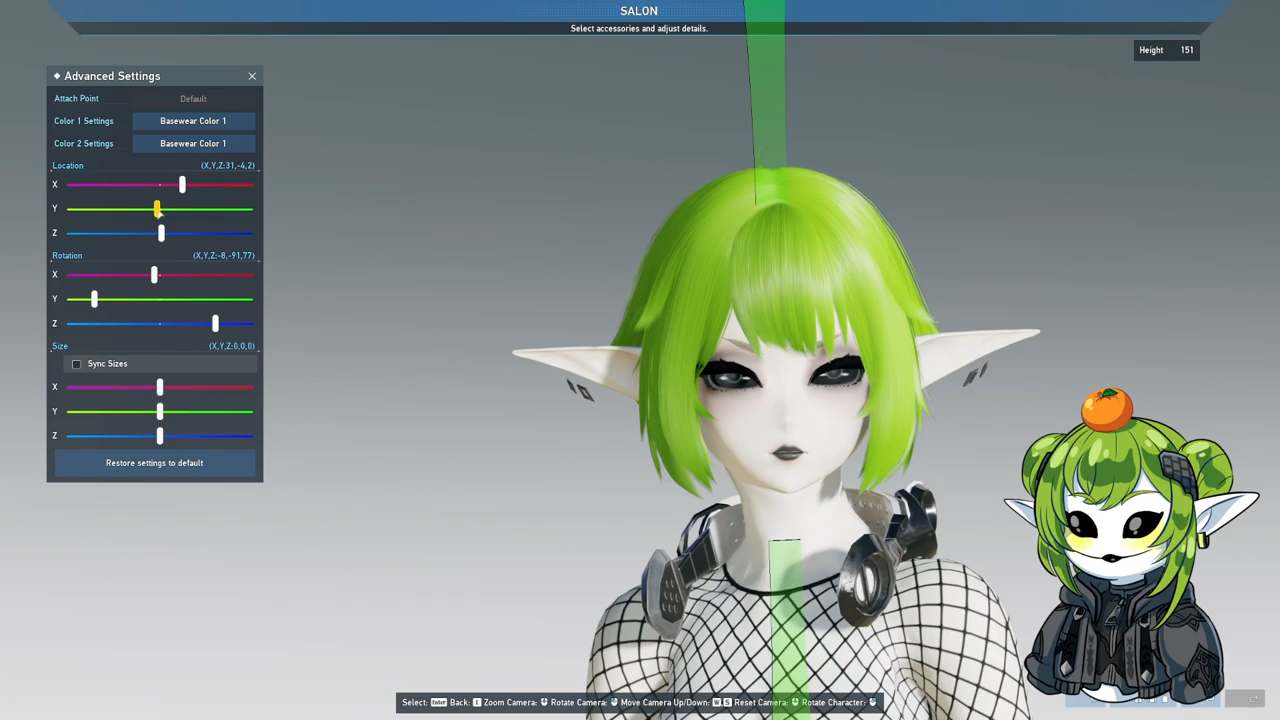 SALON
Select accessories and adjust details.
Height 151
Advanced Settings
Attach Point Default
Color 1 Settings Basewear Color 1
Color 2 Settings Basewear Color 1
Location (X,Y,Z:31,-4,2)
X
Y
Z
Rotation (X,Y,Z:-8,-91,77)
X
Y
Z
Size (X,Y,Z:0,0,0)
Sync Sizes
X
Y
Z
Restore settings to default
Select: Enter Back: Zoom Camera: Rotate Camera: Move Camera Up/Down: W S Reset Camera: Rotate Character: